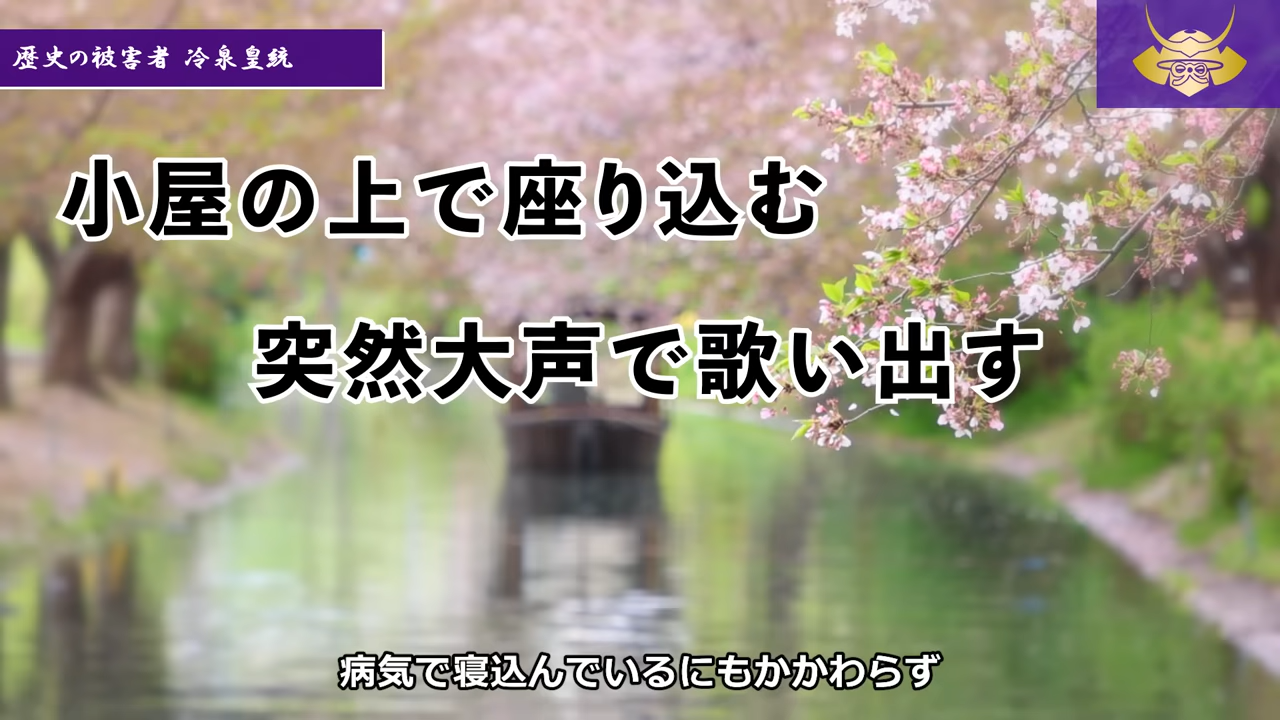 歴史の被害者 冷泉皇統
小屋の上で座り込む
突然大声で歌い出す
病気で寝込んでいるにもかかわらず